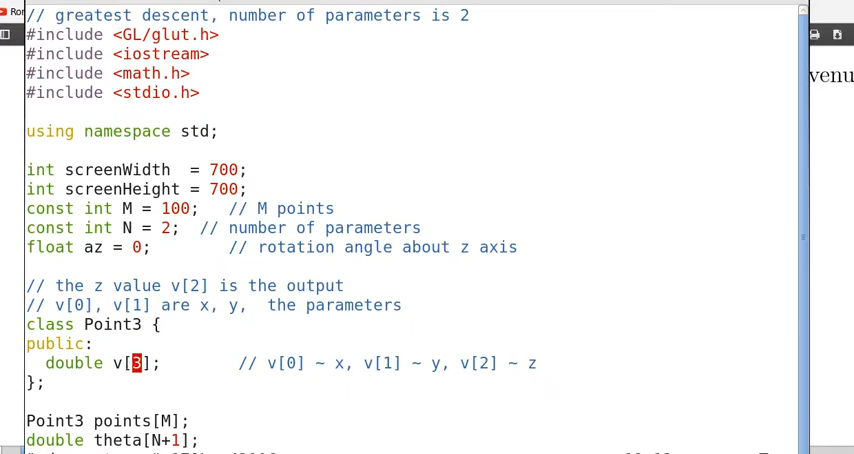 // greatest descent, number of parameters is 2
#include <GL/glut.h>
#include <iostream>
#include <math.h>
#include <stdio.h>
using namespace std;
int screenWidth  = 700;
int screenHeight = 700;
const int M = 100;   // M points
const int N = 2;  // number of parameters
float az = 0;        // rotation angle about z axis
// the z value v[2] is the output
// v[0], v[1] are x, y,  the parameters
class Point3 {
public:
  double v[3];        // v[0] ~ x, v[1] ~ y, v[2] ~ z
};
Point3 points[M];
double theta[N+1];
Ror
venu